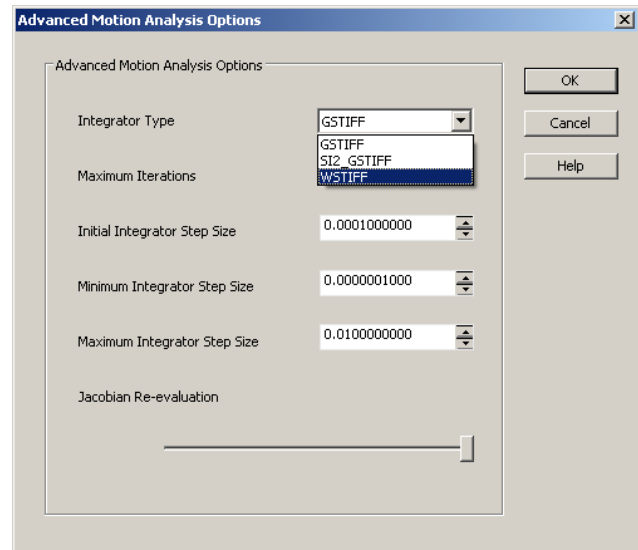 Advanced Motion Analysis Options
Advanced Motion Analysis Options
OK
Integrator Type
GSTIFF
Cancel
GSTIFF
SI2_GSTIFF
WSTIFF
Help
Maximum Iterations
Initial Integrator Step Size
0.0001000000
Minimum Integrator Step Size
0.0000001000
Maximum Integrator Step Size
0.0100000000
Jacobian Re-evaluation